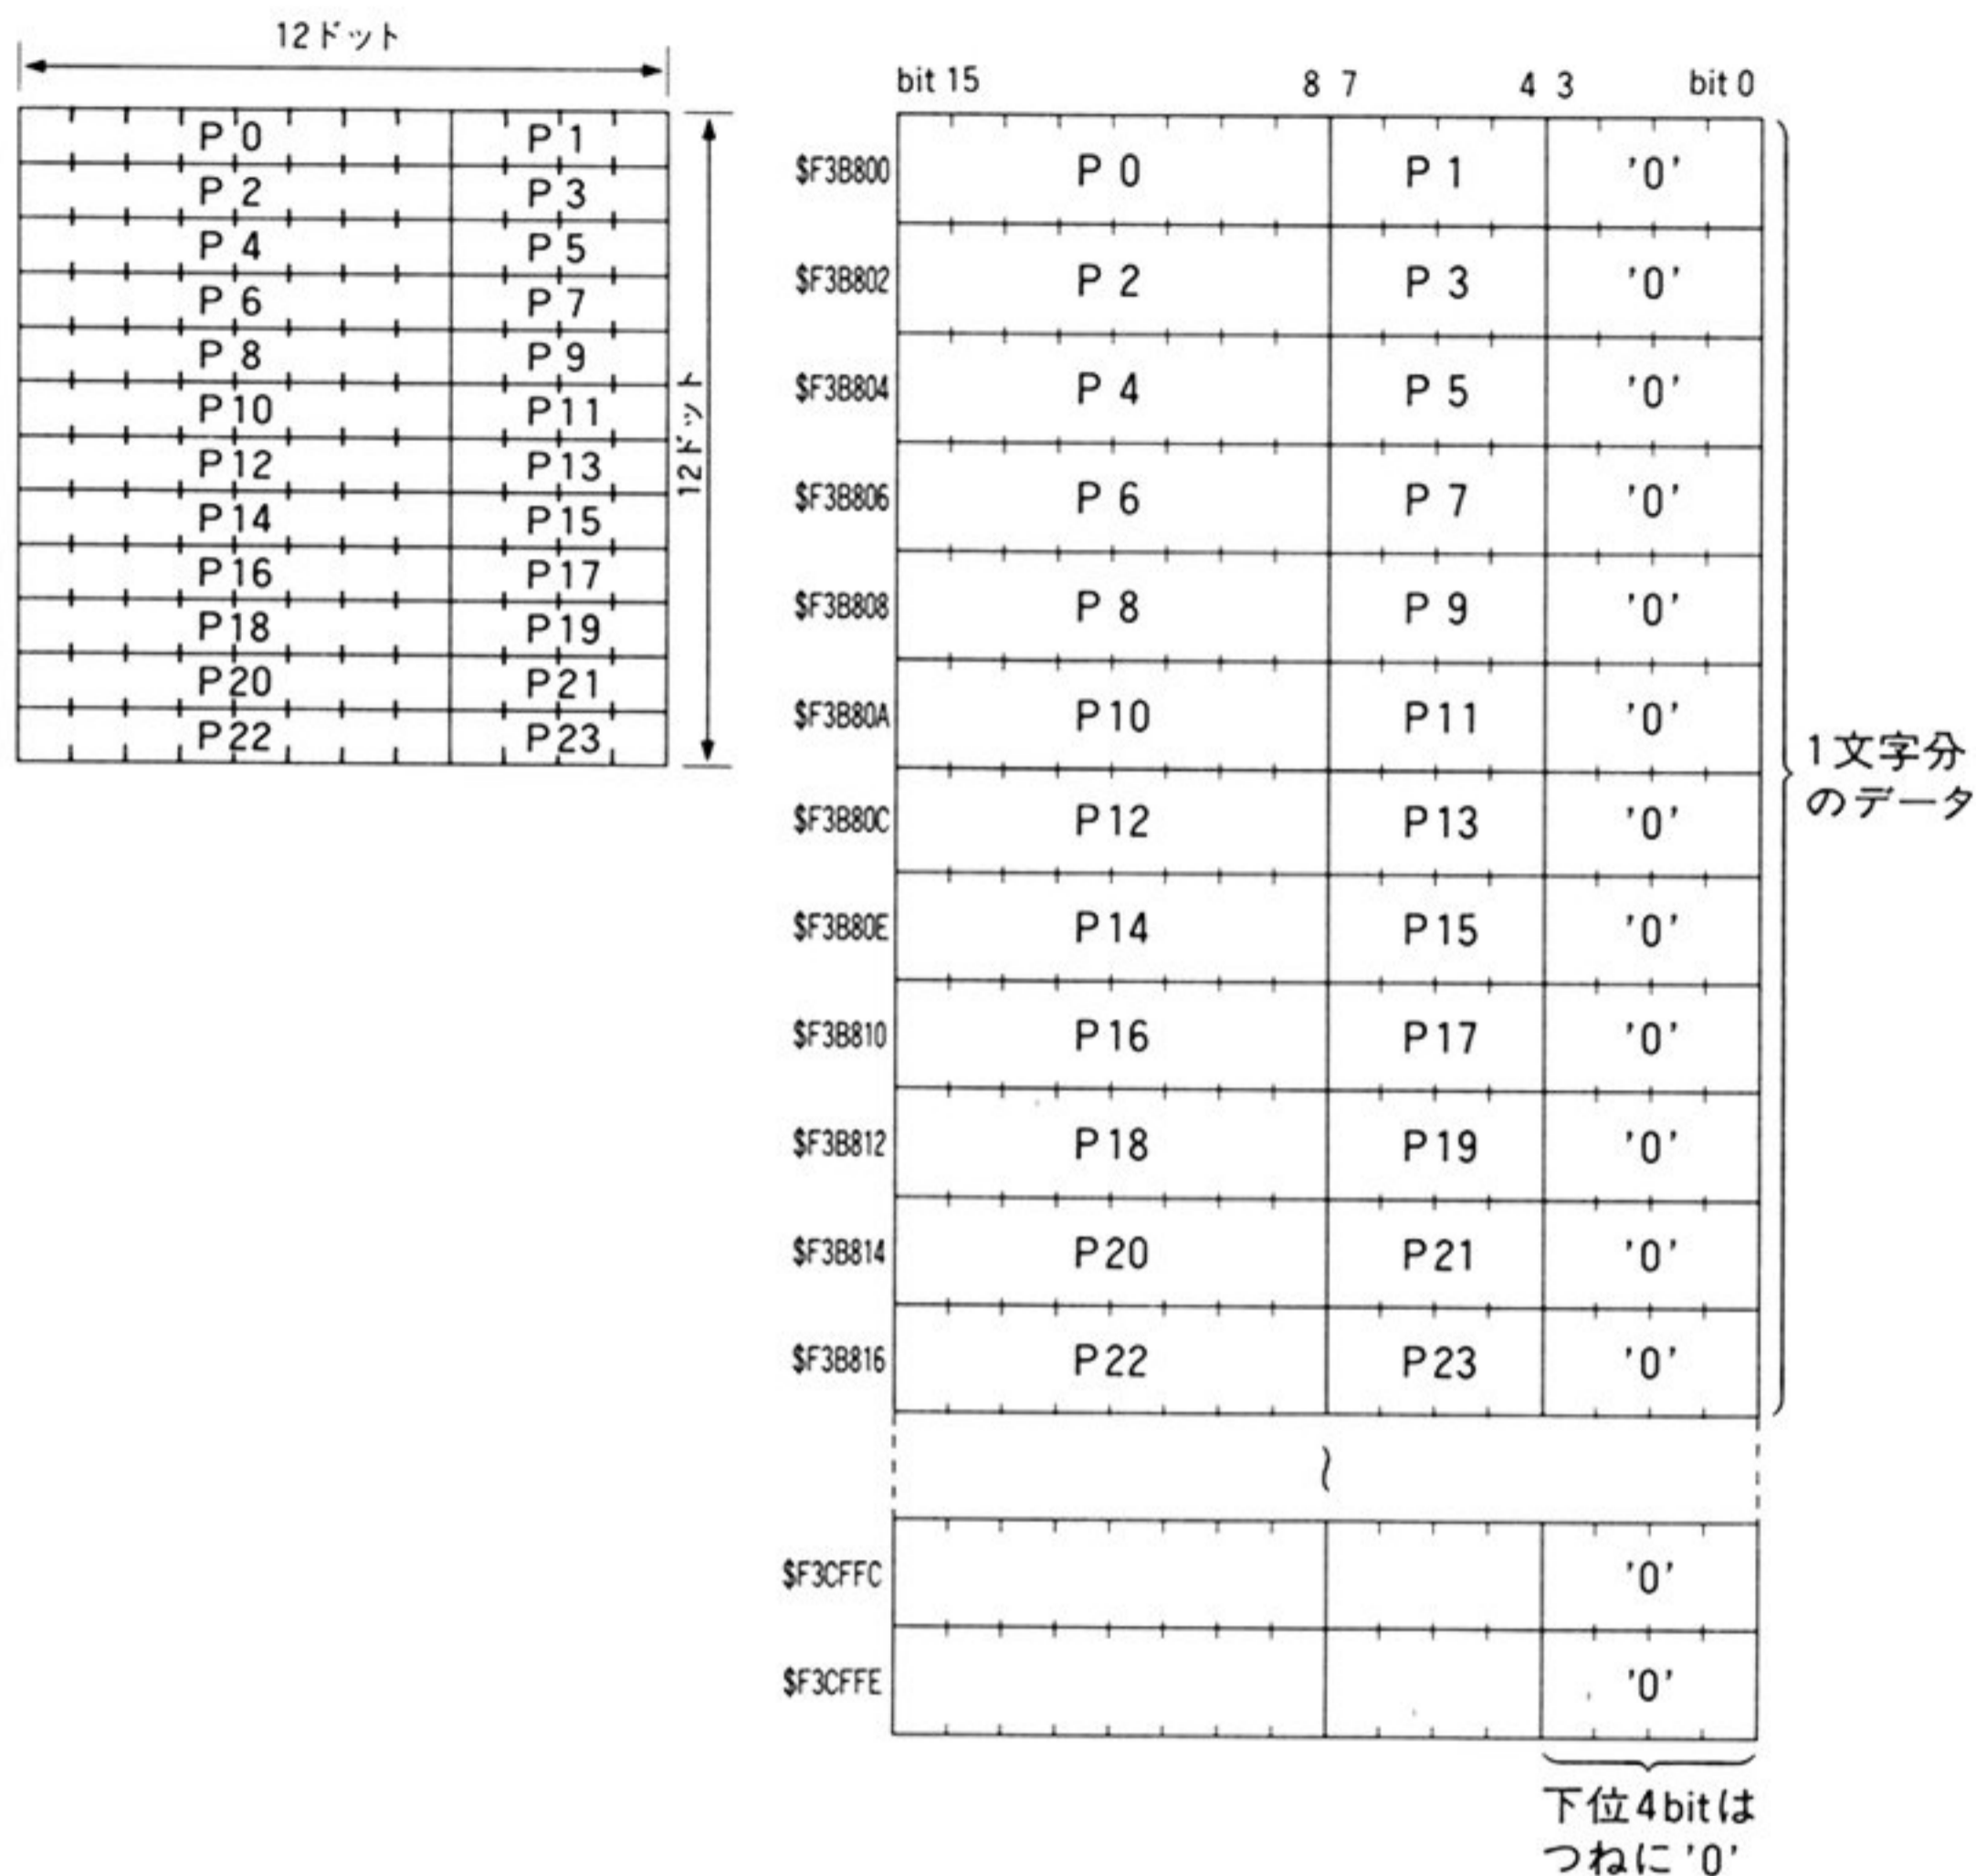 12ドット
P 0 P 1
P 2 P 3
P 4 P 5
P 6 P 7
P 8 P 9
P10 P11
P12 P13
P14 P15
P16 P17
P18 P19
P20 P21
P22 P23
12ドット
bit 15 8 7 4 3 bit 0
$F3B800 P 0 P 1 '0'
$F3B802 P 2 P 3 '0'
$F3B804 P 4 P 5 '0'
$F3B806 P 6 P 7 '0'
$F3B808 P 8 P 9 '0'
$F3B80A P10 P11 '0'
$F3B80C P12 P13 '0'
$F3B80E P14 P15 '0'
$F3B810 P16 P17 '0'
$F3B812 P18 P19 '0'
$F3B814 P20 P21 '0'
$F3B816 P22 P23 '0'
1文字分
のデータ
$F3CFFC '0'
$F3CFFE '0'
下位4bitは
つねに'0'